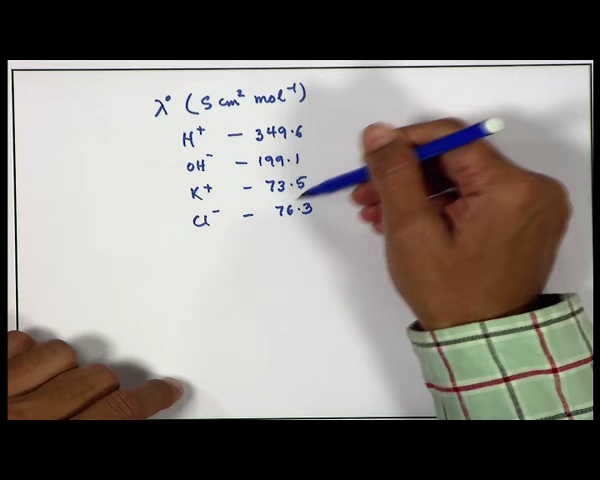 λ° (S cm² mol⁻¹)
H⁺ – 349.6
OH⁻ – 199.1
K⁺ – 73.5
Cl⁻ – 76.3